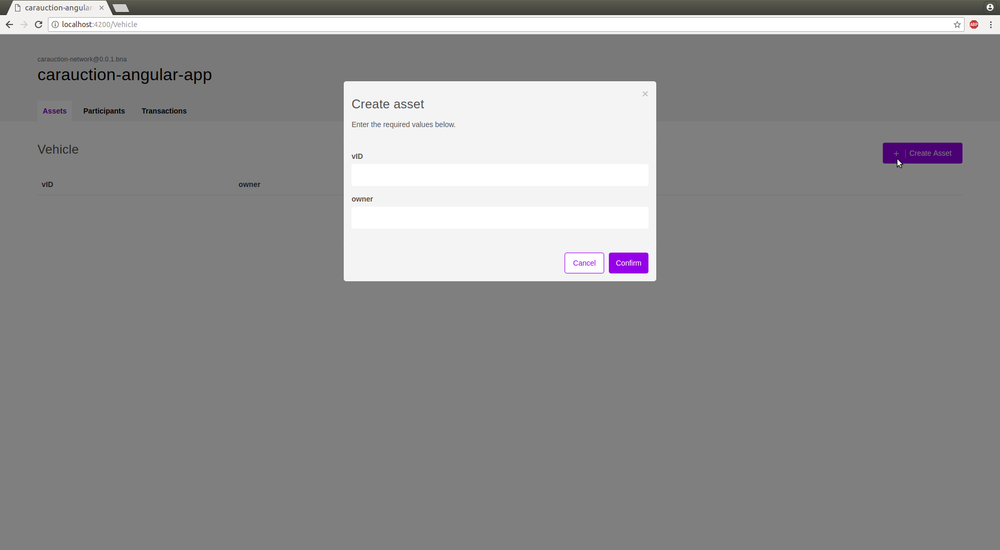 carauction-angular-
localhost:4200/Vehicle
ABP
carauction-network@0.0.1.bna
carauction-angular-app
Assets Participants Transactions
Create asset
Enter the required values below.
Vehicle
+ Create Asset
vID
vID owner
owner
Cancel Confirm